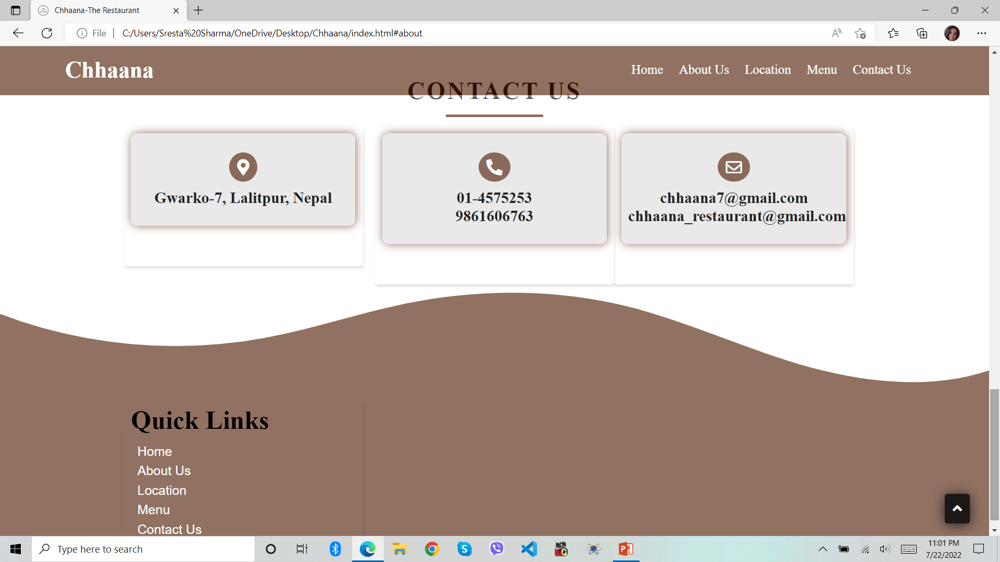 Chhaana-The Restaurant
File
C:/Users/Sresta%20Sharma/OneDrive/Desktop/Chhaana/index.html#about
Chhaana
Home
About Us
Location
Menu
Contact Us
CONTACT US
Gwarko-7, Lalitpur, Nepal
01-4575253
9861606763
chhaana7@gmail.com
chhaana_restaurant@gmail.com
Quick Links
Home
About Us
Location
Menu
Contact Us
Type here to search
11:01 PM
7/22/2022